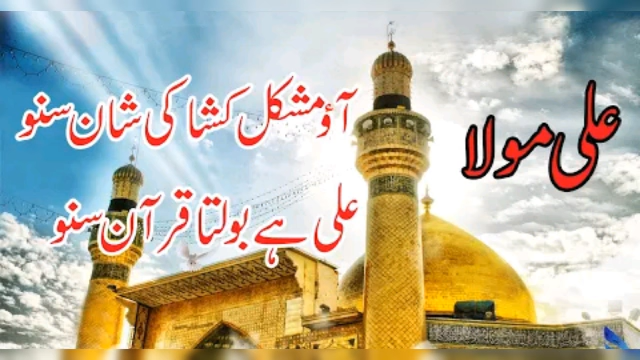 علی مولا
آؤ مشکل کشا کی شان سنو
علی ہے بولتا قرآن سنو